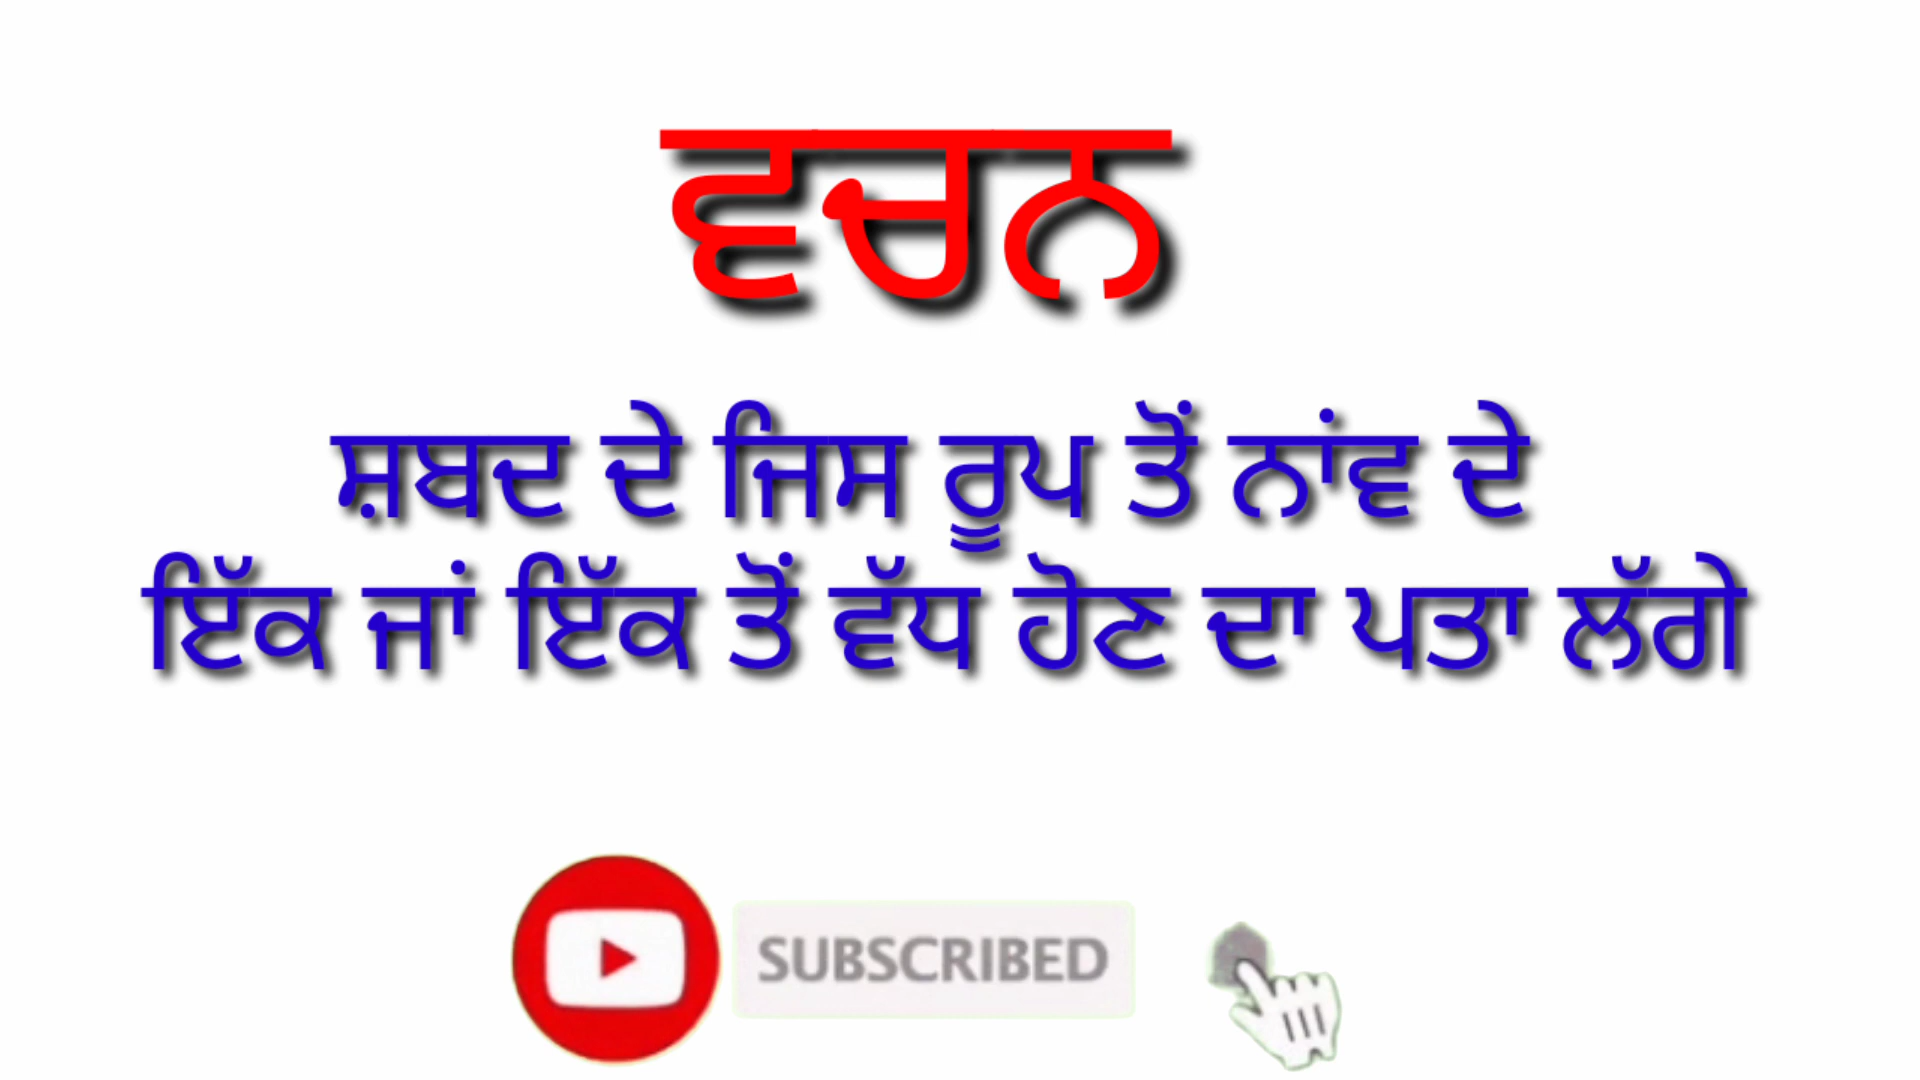 ਵਚਨ
ਸ਼ਬਦ ਦੇ ਜਿਸ ਰੂਪ ਤੋਂ ਨਾਂਵ ਦੇ
ਇੱਕ ਜਾਂ ਇੱਕ ਤੋਂ ਵੱਧ ਹੋਣ ਦਾ ਪਤਾ ਲੱਗੇ
SUBSCRIBED